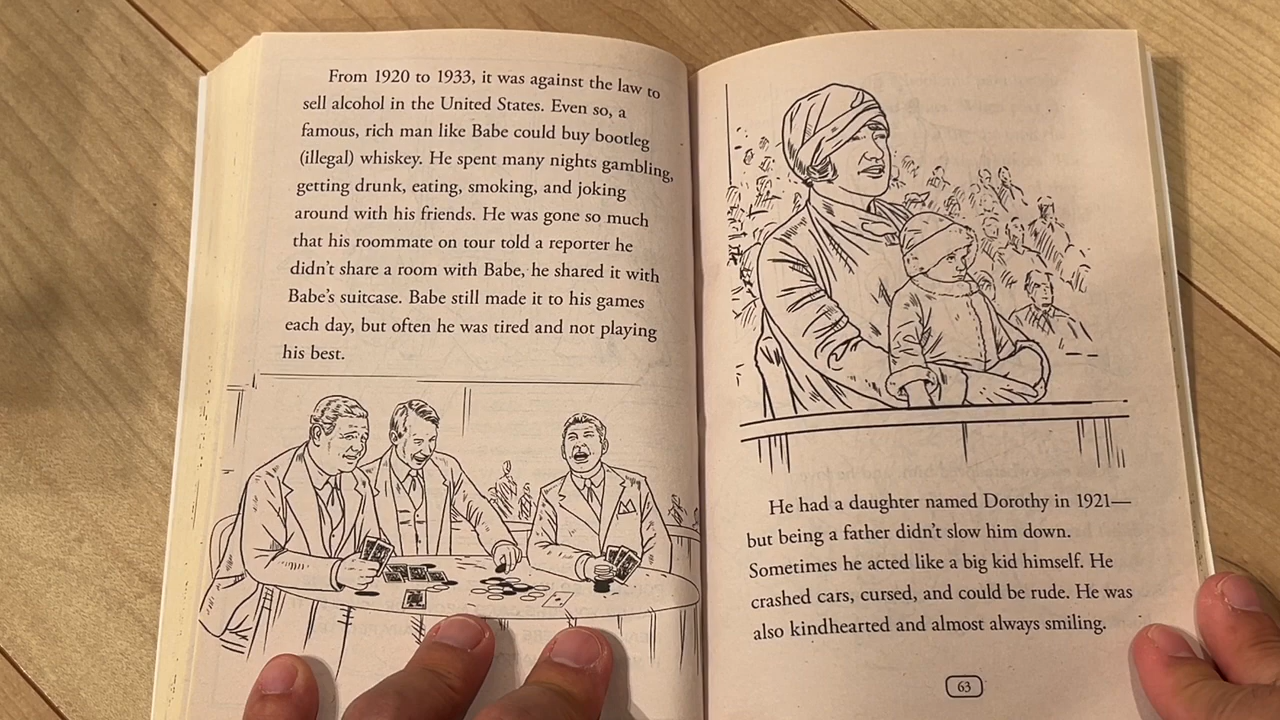 From 1920 to 1933, it was against the law to
sell alcohol in the United States. Even so, a
famous, rich man like Babe could buy bootleg
(illegal) whiskey. He spent many nights gambling,
getting drunk, eating, smoking, and joking
around with his friends. He was gone so much
that his roommate on tour told a reporter he
didn't share a room with Babe, he shared it with
Babe's suitcase. Babe still made it to his games
each day, but often he was tired and not playing
his best.
He had a daughter named Dorothy in 1921—
but being a father didn't slow him down.
Sometimes he acted like a big kid himself. He
crashed cars, cursed, and could be rude. He was
also kindhearted and almost always smiling.
63